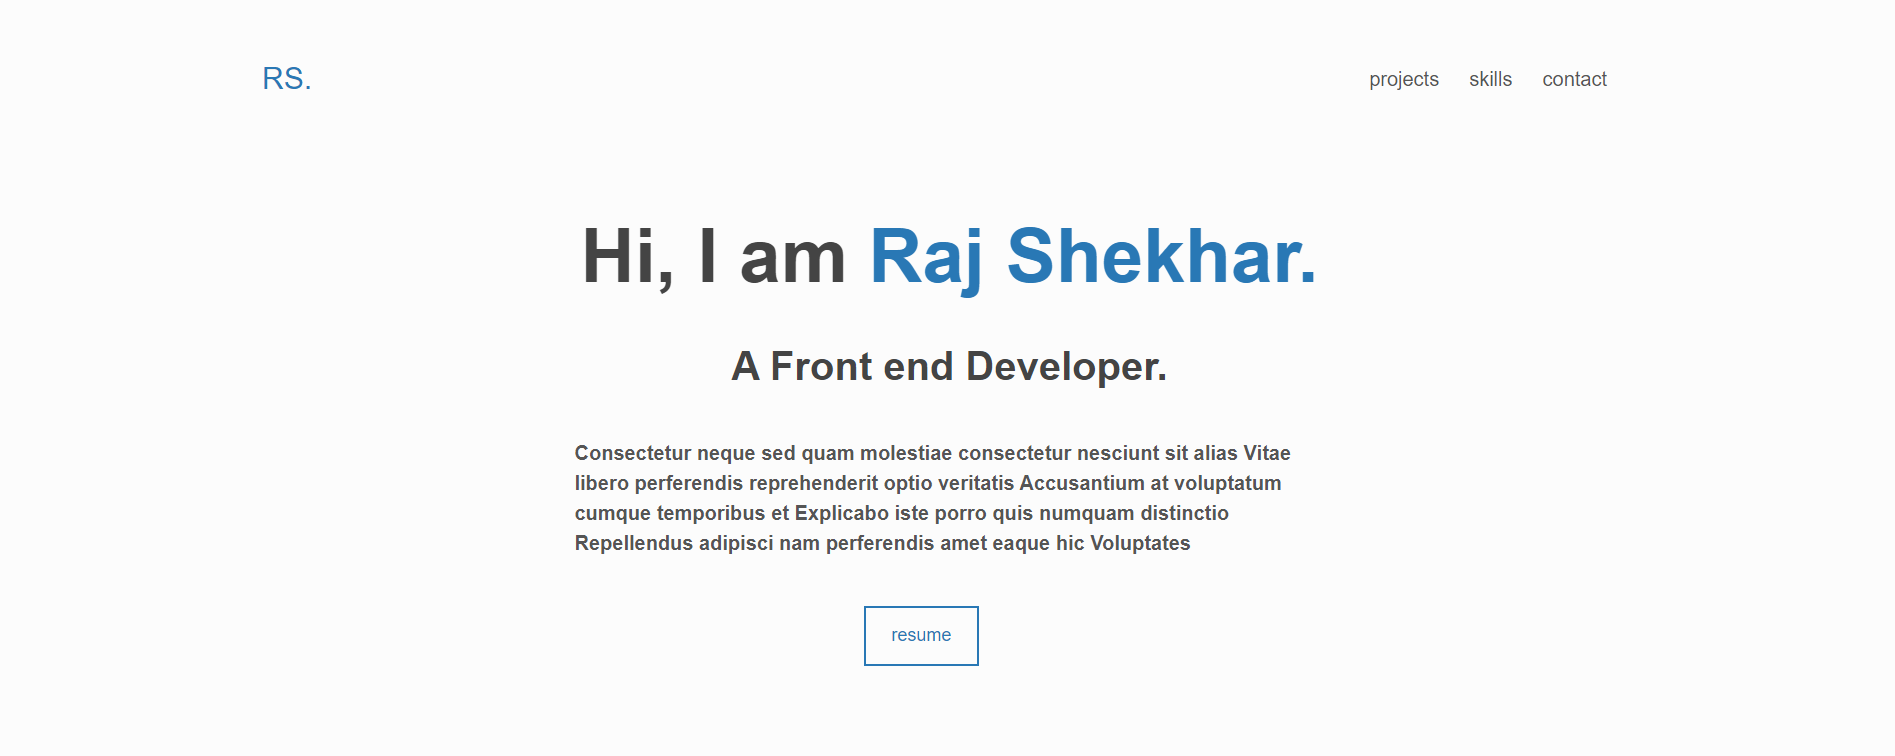 RS.
projects skills contact
Hi, I am Raj Shekhar.
A Front end Developer.
Consectetur neque sed quam molestiae consectetur nesciunt sit alias Vitae
libero perferendis reprehenderit optio veritatis Accusantium at voluptatum
cumque temporibus et Explicabo iste porro quis numquam distinctio
Repellendus adipisci nam perferendis amet eaque hic Voluptates
resume